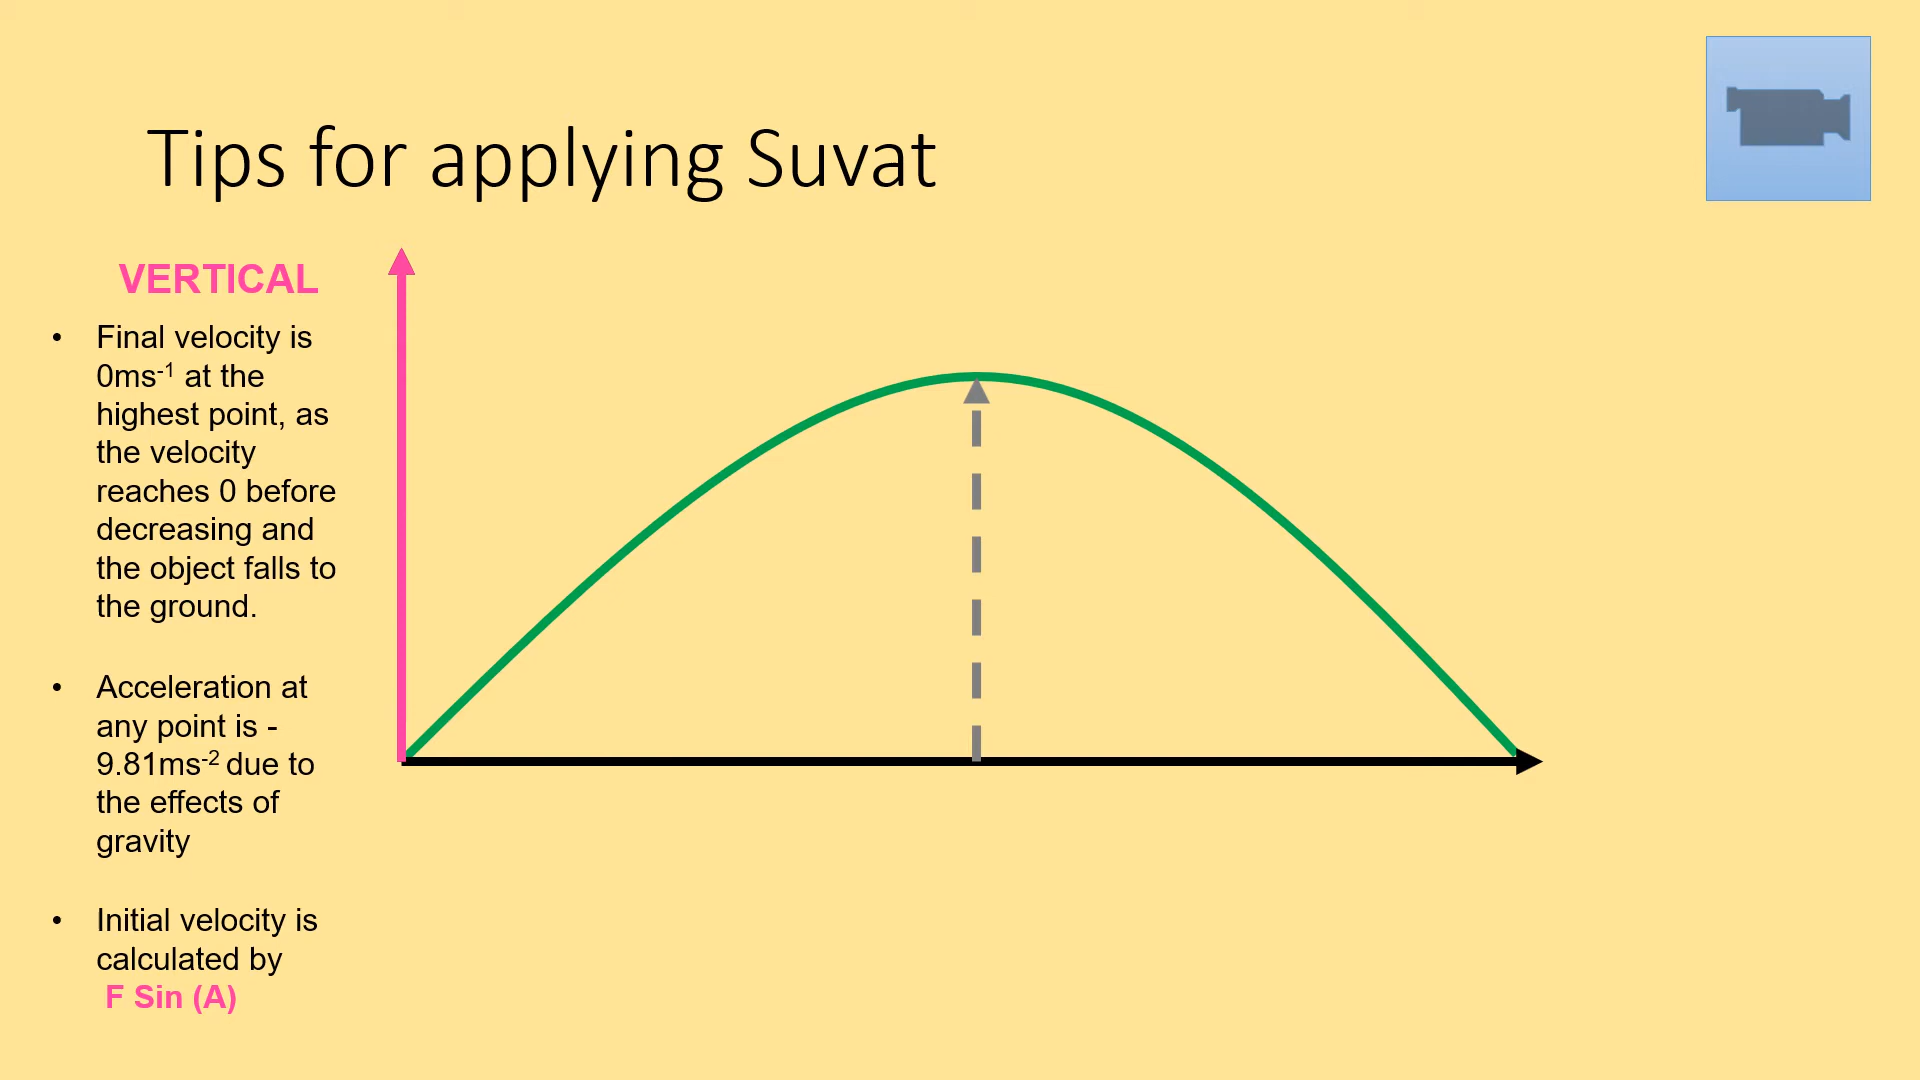 Tips for applying Suvat
VERTICAL
• Final velocity is
0ms⁻¹ at the
highest point, as
the velocity
reaches 0 before
decreasing and
the object falls to
the ground.
• Acceleration at
any point is -
9.81ms⁻² due to
the effects of
gravity
• Initial velocity is
calculated by
F Sin (A)